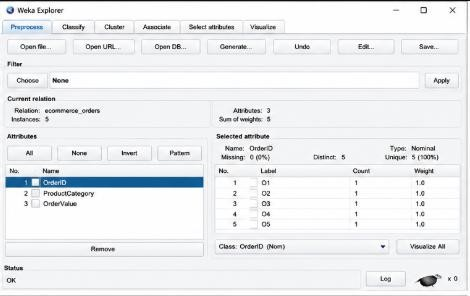 Weka Explorer
Preprocess Classify Cluster Associate Select attributes Visualize
Open file... Open URL... Open DB... Generate... Undo Edit... Save...
Filter
Choose None Apply
Current relation
Relation: ecommerce_orders Attributes: 3
Instances: 5 Sum of weights: 5
Attributes
All None Invert Pattern
No. Name
1 OrderID
2 ProductCategory
3 OrderValue
Remove
Selected attribute
Name: OrderID Type: Nominal
Missing: 0 (0%) Distinct: 5 Unique: 5 (100%)
No. Label Count Weight
1 O1 1 1.0
2 O2 1 1.0
3 O3 1 1.0
4 O4 1 1.0
5 O5 1 1.0
Class: OrderID (Nom) Visualize All
Status
OK Log x 0